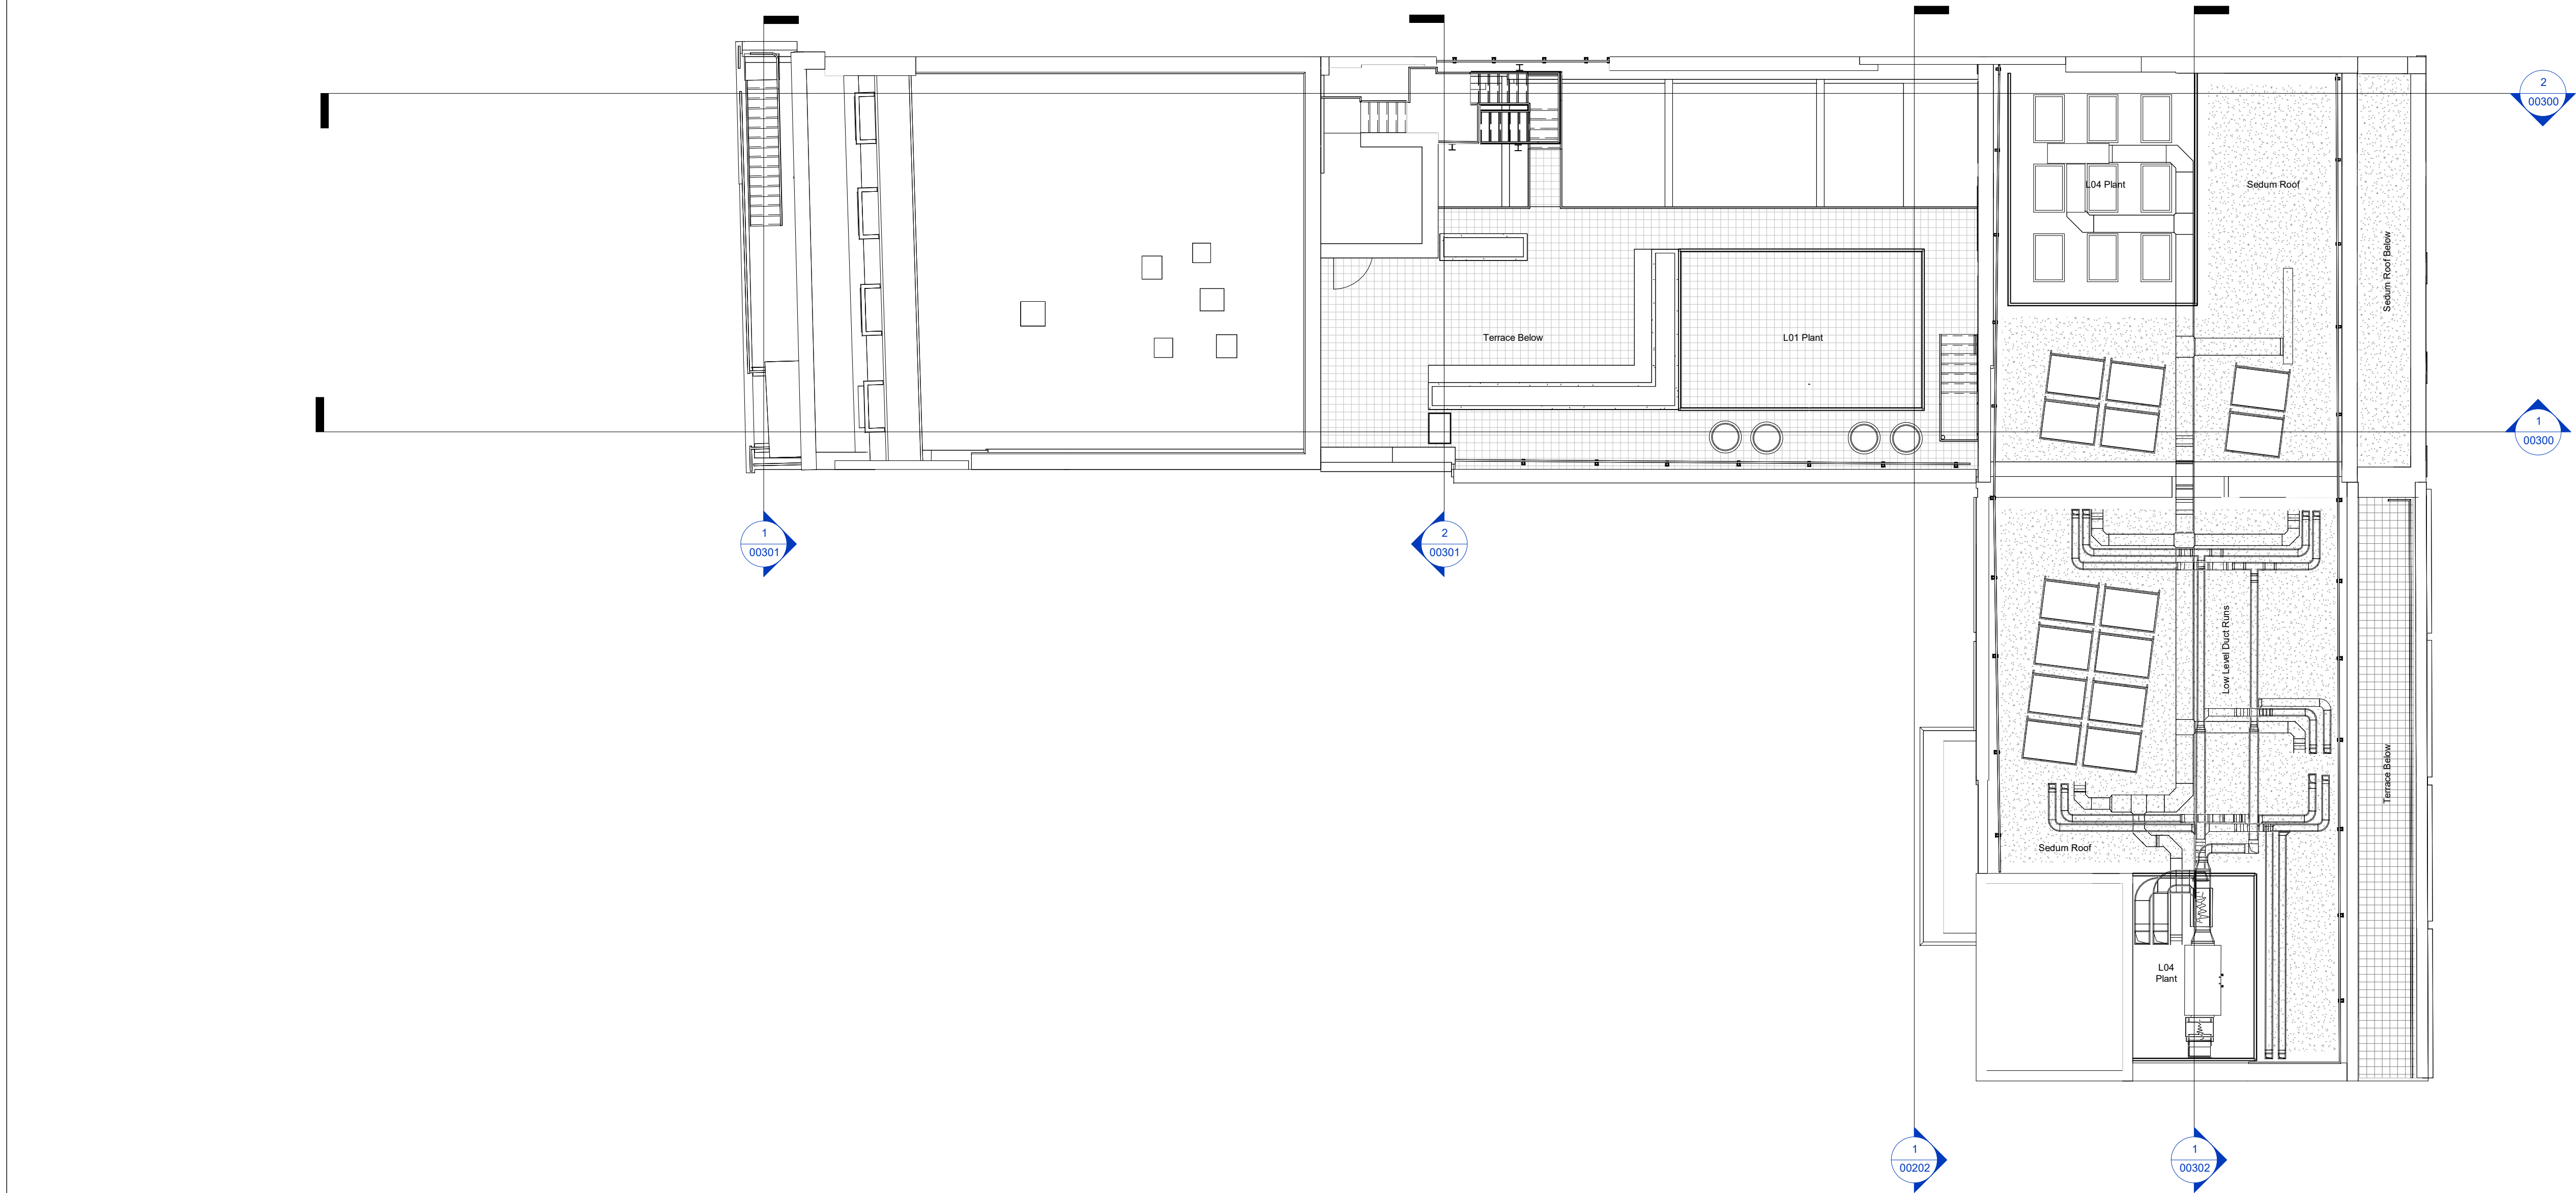 2
00300
L04 Plant
Sedum Roof
Sedum Roof Below
Terrace Below
L01 Plant
1
00300
1
00301
2
00301
Low Level Duct Runs
Terrace Below
Sedum Roof
L04
Plant
1
00202
1
00302